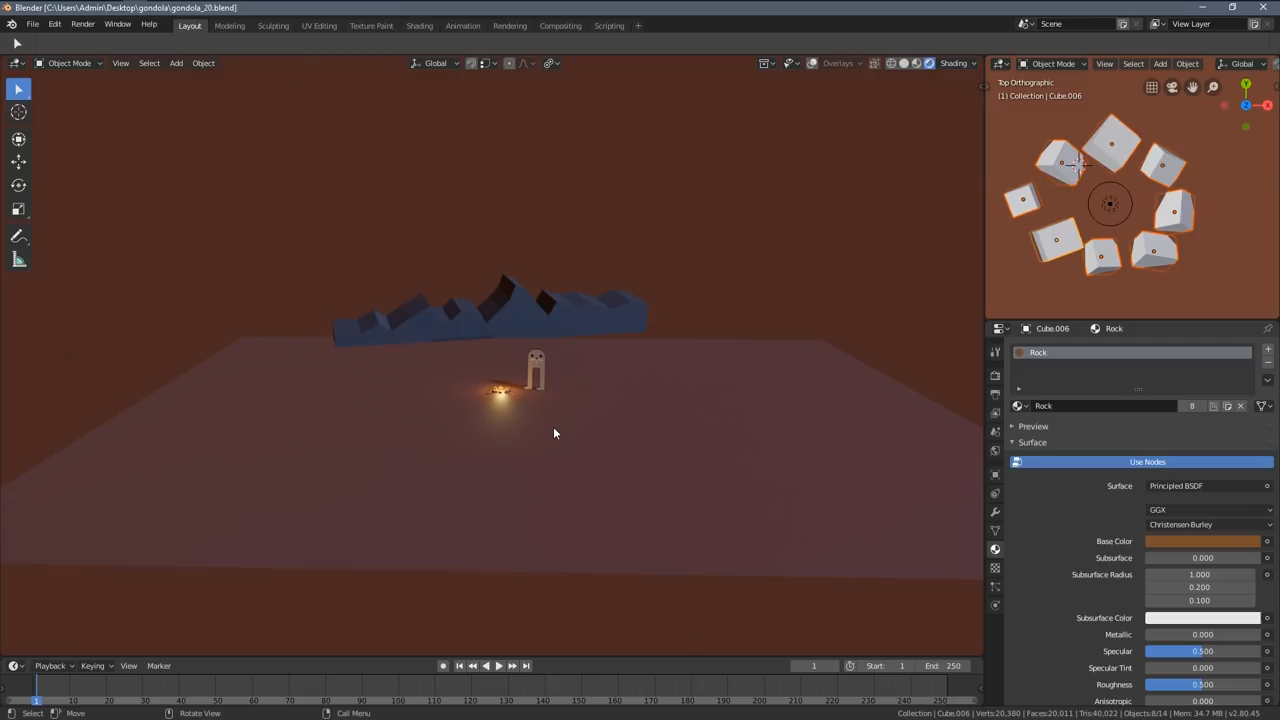 Blender [C:\Users\Admin\Desktop\gondola\gondola_20.blend]
File Edit Render Window Help Layout Modeling Sculpting UV Editing Texture Paint Shading Animation Rendering Compositing Scripting + Scene View Layer
Object Mode View Select Add Object Global Overlays Shading
Object Mode View Select Add Object Global
Top Orthographic
(1) Collection | Cube.006
Y
Z X
Cube.006 Rock
Rock
Rock 8
Preview
Surface
Use Nodes
Surface Principled BSDF
GGX
Christensen-Burley
Base Color
Subsurface 0.000
Subsurface Radius 1.000
0.200
0.100
Subsurface Color
Metallic 0.000
Specular 0.500
Specular Tint 0.000
Roughness 0.500
Anisotropic 0.000
Playback Keying View Marker 1 Start: 1 End: 250
1 10 20 30 40 50 60 70 80 90 100 110 120 130 140 150 160 170 180 190 200 210 220 230 240 250
Select Move Rotate View Call Menu Collection | Cube.006 | Verts:20,380 | Faces:20,011 | Tris:40,022 | Objects:8/14 | Mem: 34.7 MB | v2.80.45